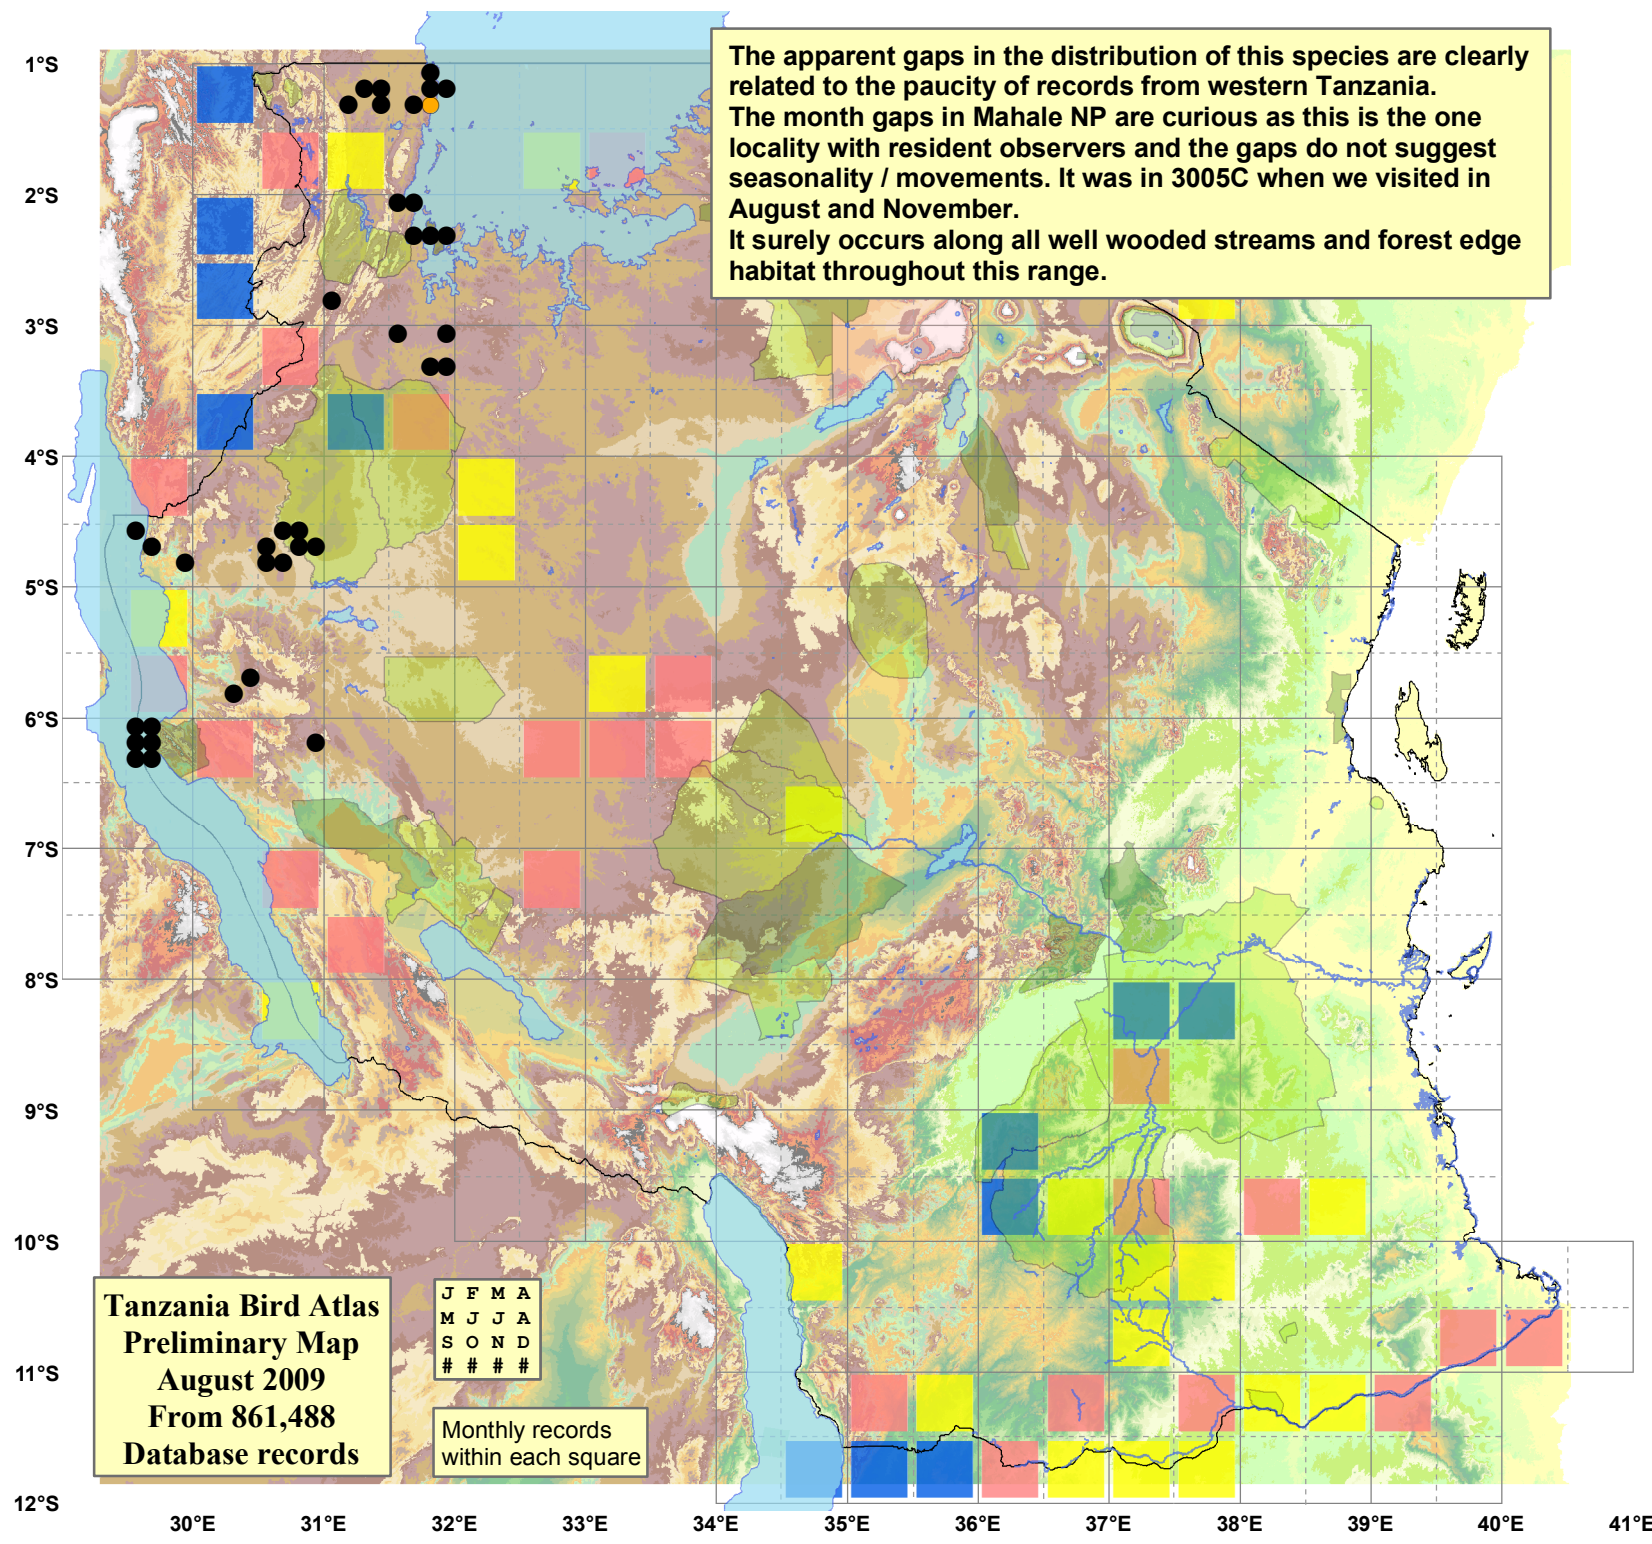 The apparent gaps in the distribution of this species are clearly
related to the paucity of records from western Tanzania.
The month gaps in Mahale NP are curious as this is the one
locality with resident observers and the gaps do not suggest
seasonality / movements. It was in 3005C when we visited in
August and November.
It surely occurs along all well wooded streams and forest edge
habitat throughout this range.
1°S
2°S
3°S
4°S
5°S
6°S
7°S
8°S
9°S
10°S
11°S
12°S
Tanzania Bird Atlas
Preliminary Map
August 2009
From 861,488
Database records
J F M A
M J J A
S O N D
# # # #
Monthly records
within each square
30°E 31°E 32°E 33°E 34°E 35°E 36°E 37°E 38°E 39°E 40°E 41°E